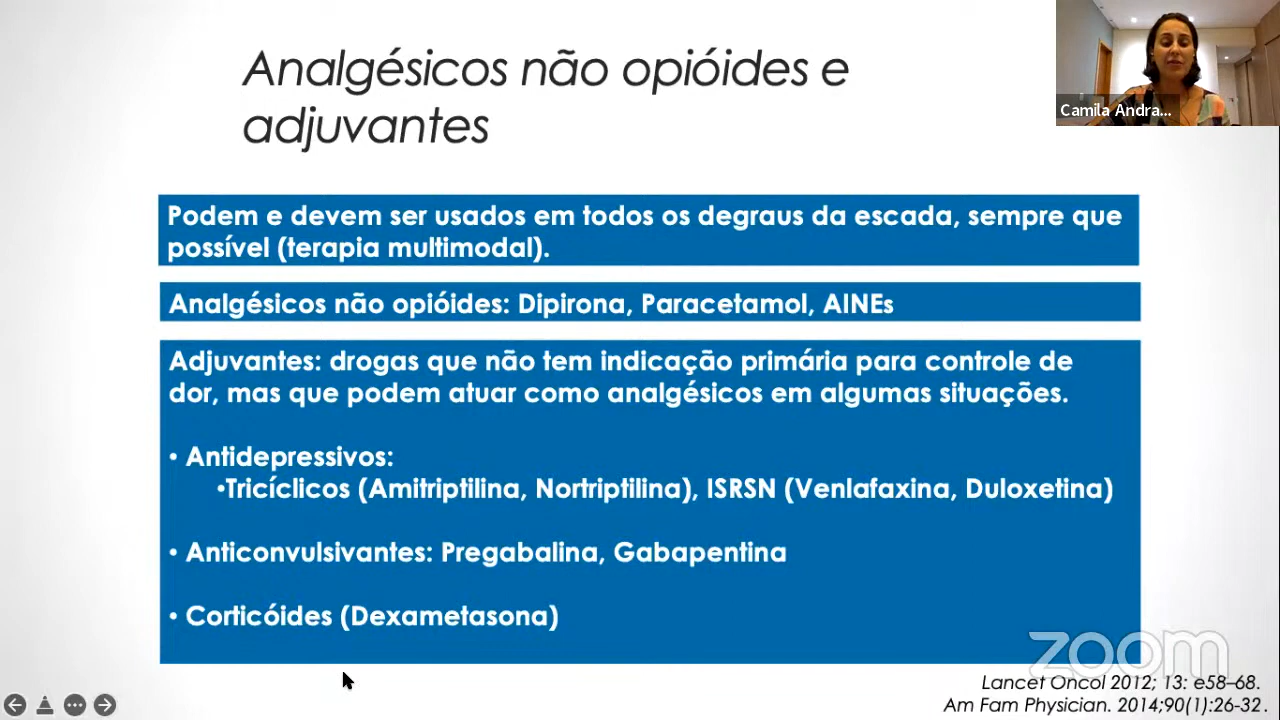 Analgésicos não opióides e
adjuvantes
Camila Andra...
Podem e devem ser usados em todos os degraus da escada, sempre que
possível (terapia multimodal).
Analgésicos não opióides: Dipirona, Paracetamol, AINEs
Adjuvantes: drogas que não tem indicação primária para controle de
dor, mas que podem atuar como analgésicos em algumas situações.
• Antidepressivos:
•Tricíclicos (Amitriptilina, Nortriptilina), ISRSN (Venlafaxina, Duloxetina)
• Anticonvulsivantes: Pregabalina, Gabapentina
• Corticóides (Dexametasona)
zoom
Lancet Oncol 2012; 13: e58–68.
Am Fam Physician. 2014;90(1):26-32.